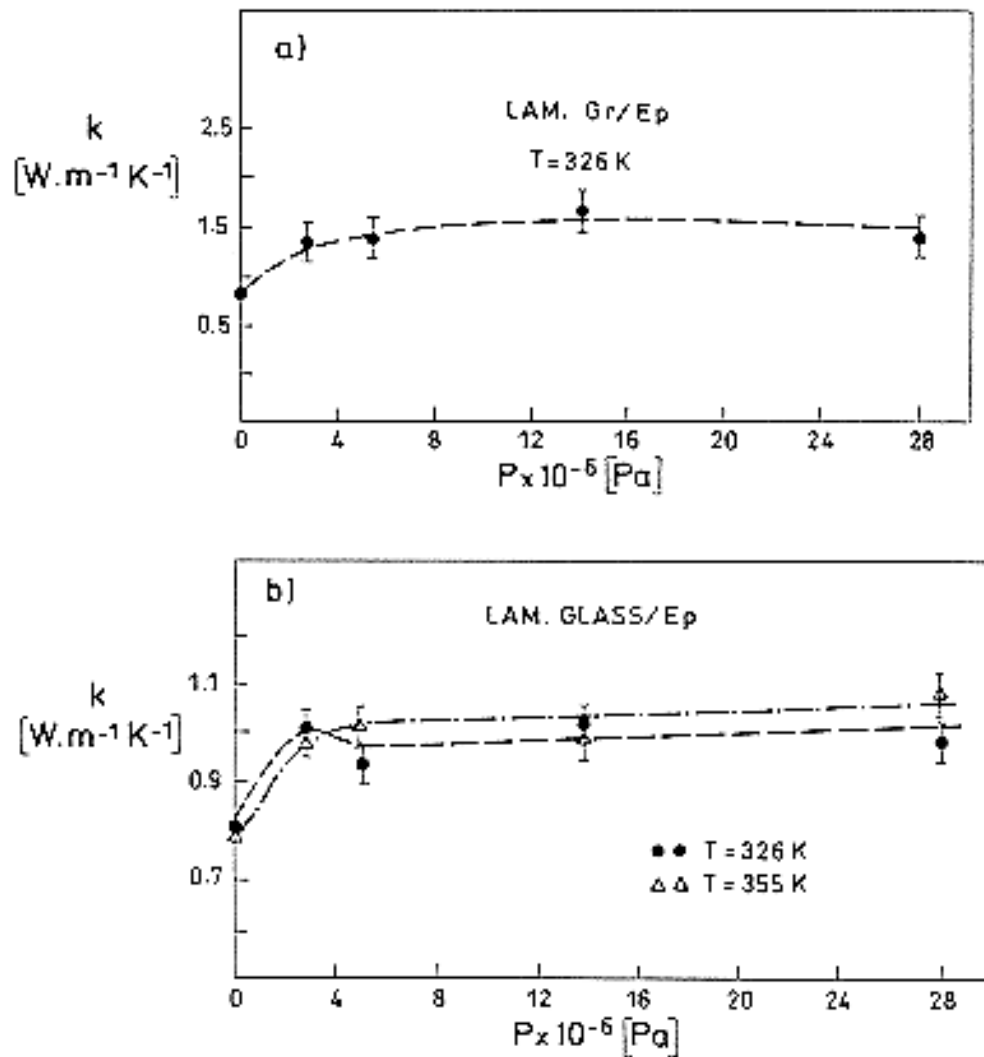 a)
LAM. Gr/Ep
T = 326 K
k
[W.m⁻¹ K⁻¹]
2.5
1.5
0.5
0 4 8 12 16 20 24 28
P x 10⁻⁶ [Pa]
b)
LAM. GLASS/Ep
k
[W.m⁻¹ K⁻¹]
1.1
0.9
0.7
T = 326 K
T = 355 K
0 4 8 12 16 20 24 28
P x 10⁻⁶ [Pa]